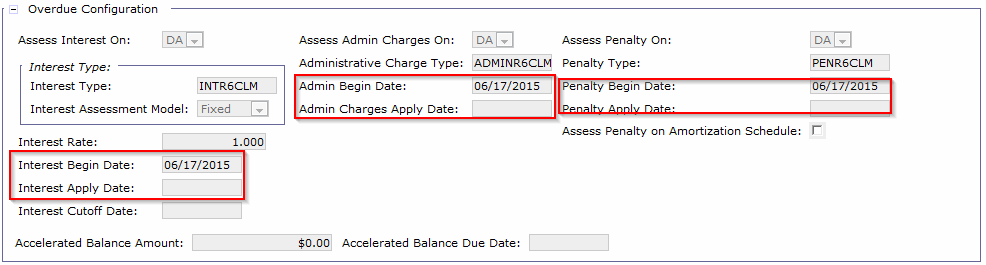 Overdue Configuration
Assess Interest On: DA Assess Admin Charges On: DA Assess Penalty On: DA
Interest Type: Administrative Charge Type: ADMINR6CLM Penalty Type: PENR6CLM
Interest Type: INTR6CLM Admin Begin Date: 06/17/2015 Penalty Begin Date: 06/17/2015
Interest Assessment Model: Fixed Admin Charges Apply Date: Penalty Apply Date:
Assess Penalty on Amortization Schedule:
Interest Rate: 1.000
Interest Begin Date: 06/17/2015
Interest Apply Date:
Interest Cutoff Date:
Accelerated Balance Amount: $0.00 Accelerated Balance Due Date: